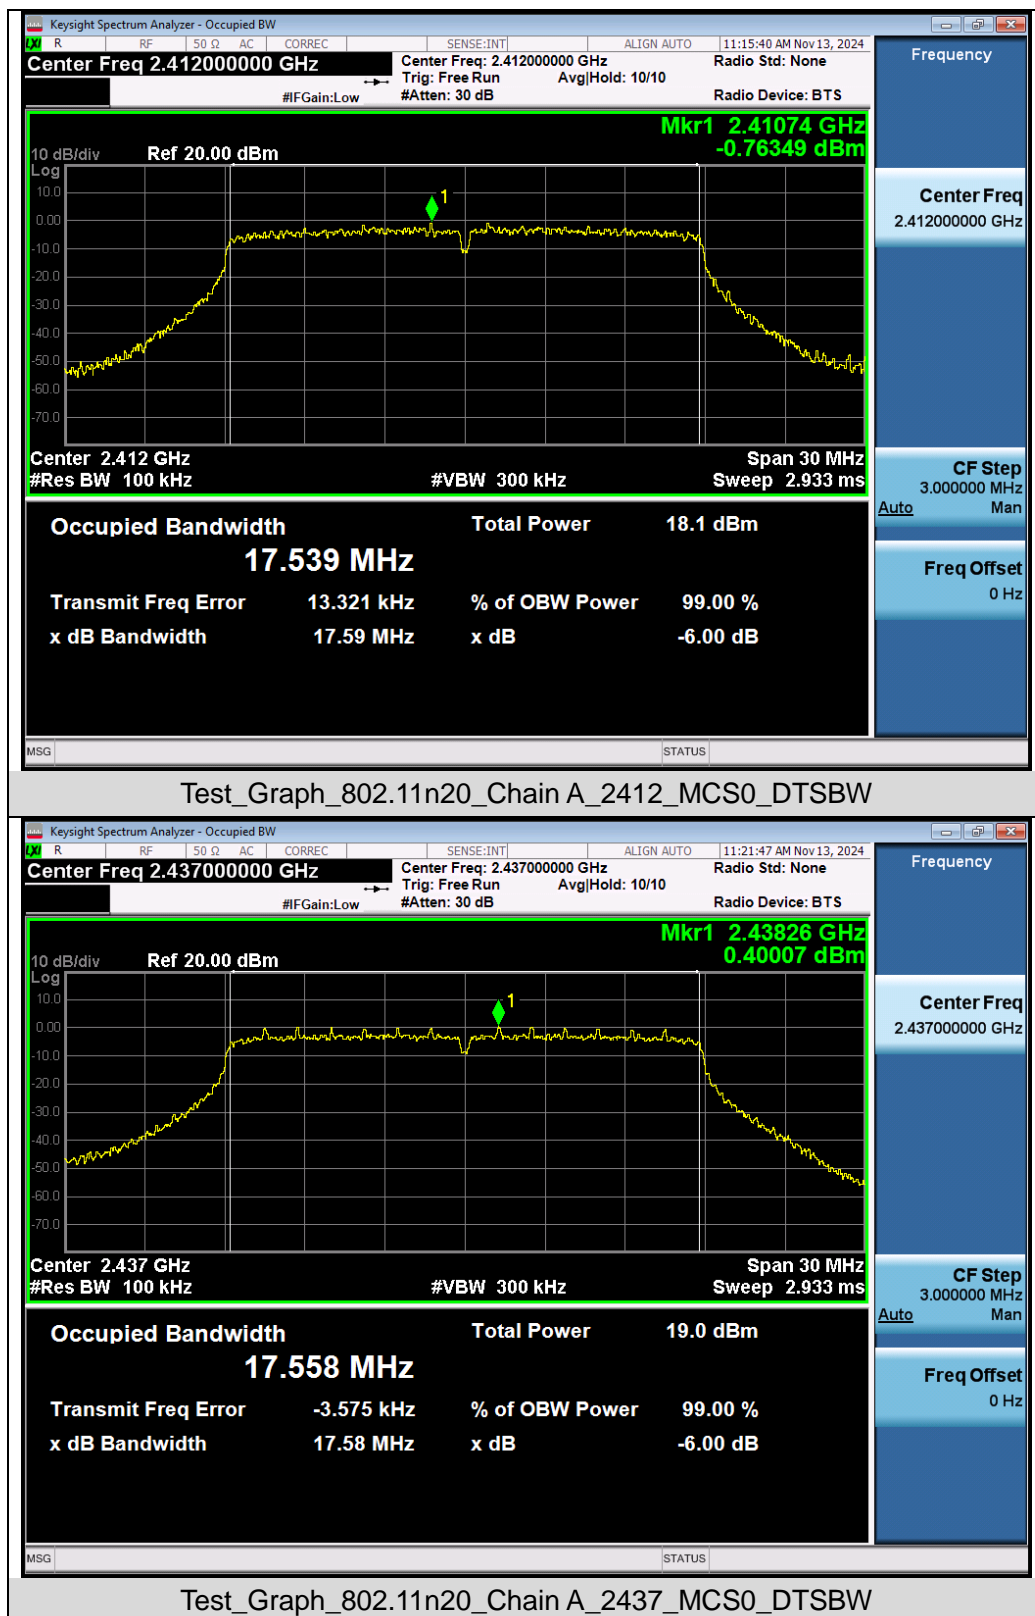 Keysight Spectrum Analyzer - Occupied BW
LXI R RF 50 Ω AC CORREC SENSE:INT ALIGN AUTO 11:15:40 AM Nov 13, 2024
Center Freq 2.412000000 GHz
Center Freq: 2.412000000 GHz Radio Std: None
Trig: Free Run Avg|Hold: 10/10
#IFGain:Low #Atten: 30 dB Radio Device: BTS
Frequency
Mkr1 2.41074 GHz
-0.76349 dBm
10 dB/div Ref 20.00 dBm
Log
10.0
0.00
-10.0
-20.0
-30.0
-40.0
-50.0
-60.0
-70.0
1
Center Freq
2.412000000 GHz
Center 2.412 GHz Span 30 MHz
#Res BW 100 kHz #VBW 300 kHz Sweep 2.933 ms
CF Step
3.000000 MHz
Auto Man
Occupied Bandwidth Total Power 18.1 dBm
17.539 MHz
Transmit Freq Error 13.321 kHz % of OBW Power 99.00 %
x dB Bandwidth 17.59 MHz x dB -6.00 dB
Freq Offset
0 Hz
MSG STATUS
Test_Graph_802.11n20_Chain A_2412_MCS0_DTSBW
Keysight Spectrum Analyzer - Occupied BW
LXI R RF 50 Ω AC CORREC SENSE:INT ALIGN AUTO 11:21:47 AM Nov 13, 2024
Center Freq 2.437000000 GHz
Center Freq: 2.437000000 GHz Radio Std: None
Trig: Free Run Avg|Hold: 10/10
#IFGain:Low #Atten: 30 dB Radio Device: BTS
Frequency
Mkr1 2.43826 GHz
0.40007 dBm
10 dB/div Ref 20.00 dBm
Log
10.0
0.00
-10.0
-20.0
-30.0
-40.0
-50.0
-60.0
-70.0
1
Center Freq
2.437000000 GHz
Center 2.437 GHz Span 30 MHz
#Res BW 100 kHz #VBW 300 kHz Sweep 2.933 ms
CF Step
3.000000 MHz
Auto Man
Occupied Bandwidth Total Power 19.0 dBm
17.558 MHz
Transmit Freq Error -3.575 kHz % of OBW Power 99.00 %
x dB Bandwidth 17.58 MHz x dB -6.00 dB
Freq Offset
0 Hz
MSG STATUS
Test_Graph_802.11n20_Chain A_2437_MCS0_DTSBW